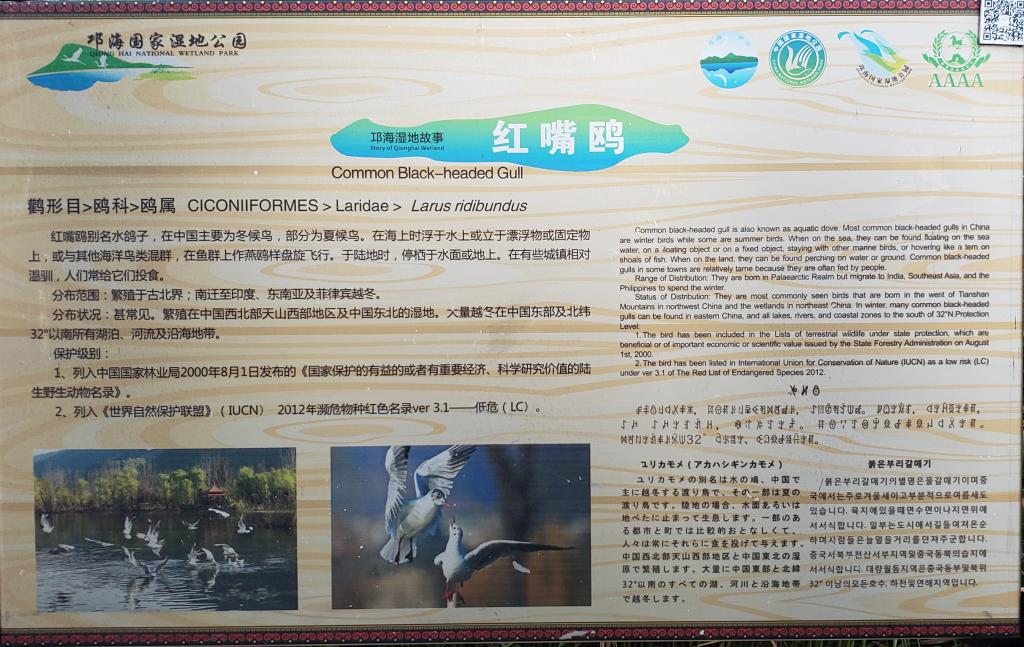 邛海国家湿地公园
QIONG HAI NATIONAL WETLAND PARK
AAAA
邛海湿地故事
Story of Qionghai Wetland
红嘴鸥
Common Black-headed Gull
鹳形目>鸥科>鸥属 CICONIIFORMES > Laridae > Larus ridibundus
红嘴鸥别名水鸽子，在中国主要为冬候鸟，部分为夏候鸟。在海上时浮于水上或立于漂浮物或固定物
上，或与其他海洋鸟类混群，在鱼群上作燕鸥样盘旋飞行。于陆地时，停栖于水面或地上。在有些城镇相对
温驯，人们常给它们投食。
分布范围：繁殖于古北界；南迁至印度、东南亚及菲律宾越冬。
分布状况：甚常见。繁殖在中国西北部天山西部地区及中国东北的湿地。大量越冬在中国东部及北纬
32°以南所有湖泊、河流及沿海地带。
保护级别：
1、列入中国国家林业局2000年8月1日发布的《国家保护的有益的或者有重要经济、科学研究价值的陆
生野生动物名录》。
2、列入《世界自然保护联盟》（IUCN） 2012年濒危物种红色名录ver 3.1——低危（LC）。
Common black-headed gull is also known as aquatic dove. Most common black-headed gulls in China
are winter birds while some are summer birds. When on the sea, they can be found floating on the sea
water, on a loating object or on a fixed object, staying with other marine birds, or hovering like a tern on
shoals of fish. When on the land, they can found perching on water or ground. Common black-headed
gulls in some towns are relatively tame because they are often fed by people.
Range of Distribution: They are born in Palaearctic Realm but migrate to India, Southeast Asia, and the
Philippines to spend the winter.
Status of Distribution: They are most commonly seen birds that are born in the west of Tianshan
Mountains in northwest China and the wetlands in northeast China. In winter, many common black-headed
gulls can be found in eastern China, and all lakes, rivers, and coastal zones to the south of 32°N.Protection
Level:
1.The bird has been included in the Lists of terrestrial wildlife under state protection, which are
beneficial or of important economic or scientific value issued by the State Forestry Administration on August
1st, 2000.
2.The bird has been listed in International Union for Conservation of Nature (IUCN) as a low risk (LC)
under ver 3.1 of The Red List of Endangered Species 2012.
ユリカモメ（アカハシギンカモメ）
ユリカモメの別名は水の鳩、中国で
主に越冬する渡り鳥で、その一部は夏の
渡り鳥です。陸地の場合、水面あるいは
地べたに止まって生息します。一部のあ
る都市と町では比較的おとなしくて、
人々は常にそれらに食を投げて与えます。
中国西北部天山西部地区と中国東北の湿
原で繁殖します。大量に中国東部と北緯
32°以南のすべての湖、河川と沿海地帯
で越冬します。
붉은부리갈매기
붉은부리갈매기의별명은물갈매기이며중
국에서는주로겨울새이고부분적으로여름새도
있습니다. 육지에있을때면수면이나지면위에
서서식합니다. 일부는도시에서길들여져온순
하며사람들은늘멀을거리를던져주군합니다.
중국서북부천산서부지역및중국동북의습지에
서서식합니다. 대량월동지역은중국동부및북위
32° 이남의모든호수, 하천및연해지역입니다.